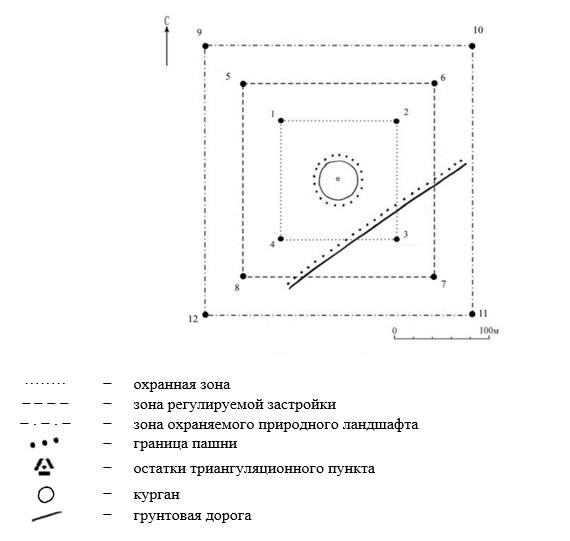 С
9
10
5
6
1
2
4
3
8
7
12
11
0
100м
– охранная зона
– зона регулируемой застройки
– зона охраняемого природного ландшафта
– граница пашни
– остатки триангуляционного пункта
– курган
– грунтовая дорога